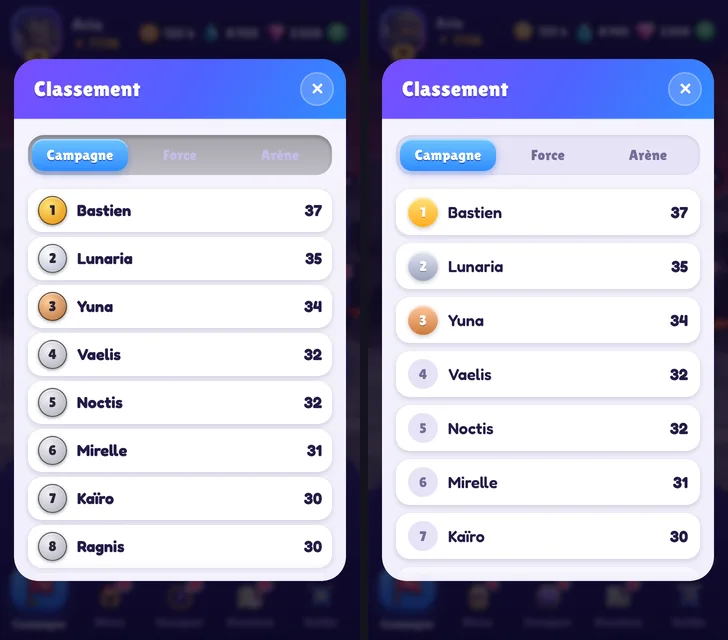 Classement
Campagne Force Arène
1 Bastien 37
2 Lunaria 35
3 Yuna 34
4 Vaelis 32
5 Noctis 32
6 Mirelle 31
7 Kaïro 30
8 Ragnis 30
Classement
Campagne Force Arène
1 Bastien 37
2 Lunaria 35
3 Yuna 34
4 Vaelis 32
5 Noctis 32
6 Mirelle 31
7 Kaïro 30